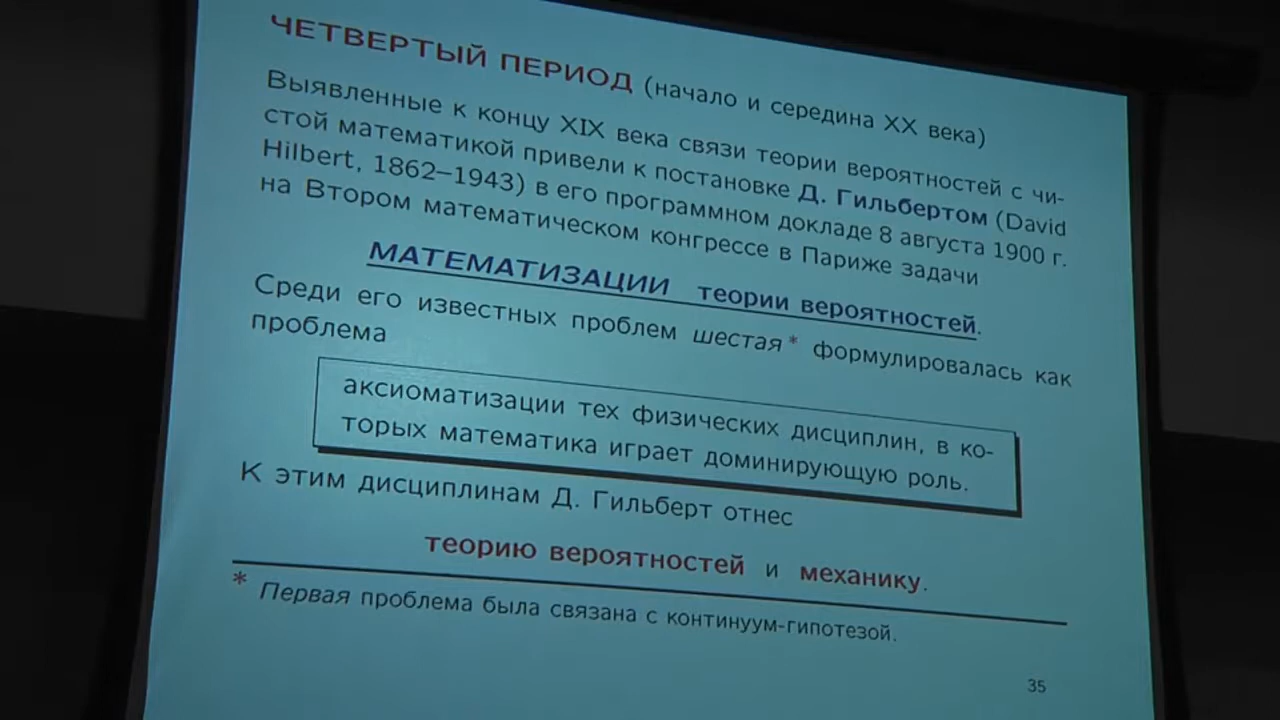 ЧЕТВЕРТЫЙ ПЕРИОД (начало и середина XX века)
Выявленные к концу XIX века связи теории вероятностей с чи-
стой математикой привели к постановке Д. Гильбертом (David
Hilbert, 1862–1943) в его программном докладе 8 августа 1900 г.
на Втором математическом конгрессе в Париже задачи
МАТЕМАТИЗАЦИИ теории вероятностей.
Среди его известных проблем шестая* формулировалась как
проблема
аксиоматизации тех физических дисциплин, в ко-
торых математика играет доминирующую роль.
К этим дисциплинам Д. Гильберт отнес
теорию вероятностей и механику.
* Первая проблема была связана с континуум-гипотезой.
35